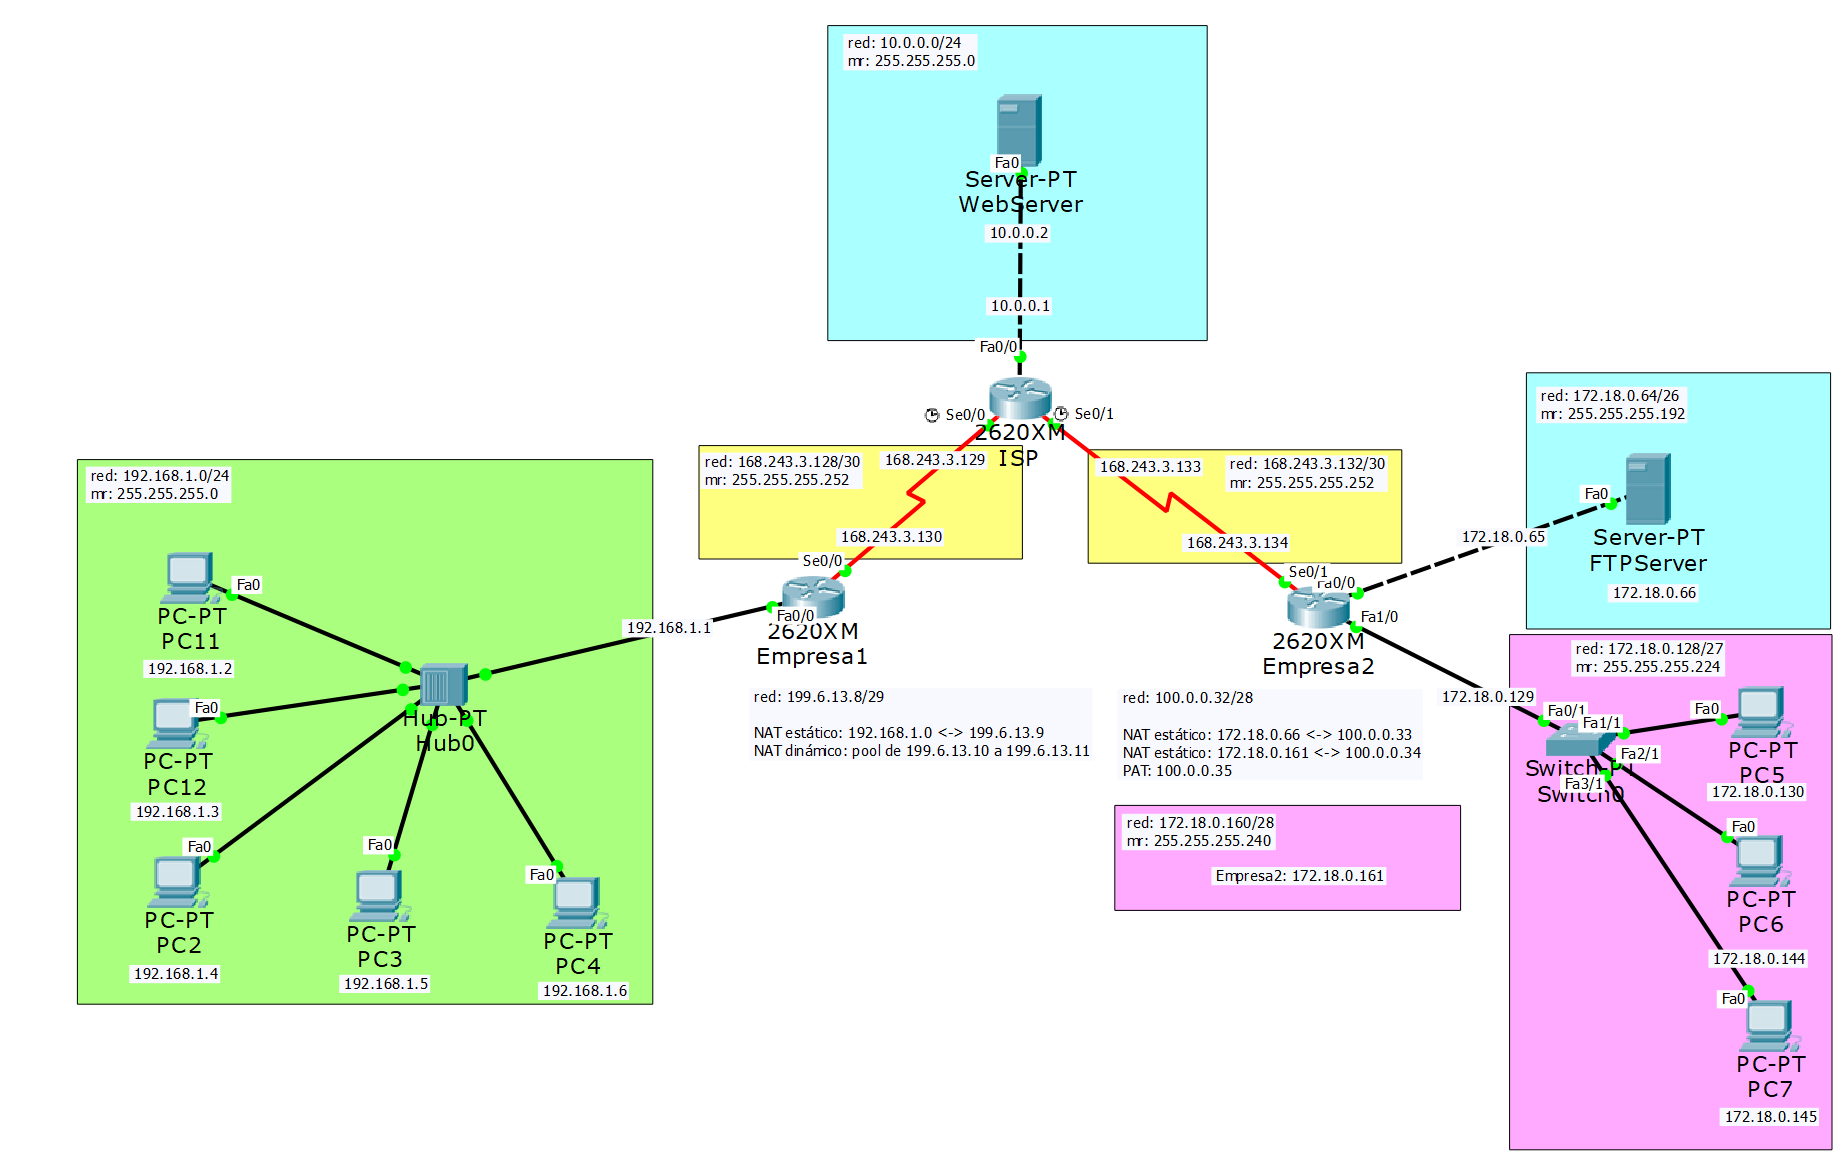 red: 10.0.0.0/24
mr: 255.255.255.0
Fa0
Server-PT
WebServer
10.0.0.2
10.0.0.1
Fa0/0
Se0/0
Se0/1
2620XM
ISP
red: 168.243.3.128/30
mr: 255.255.255.252
168.243.3.129
168.243.3.130
168.243.3.133
red: 168.243.3.132/30
mr: 255.255.255.252
168.243.3.134
red: 172.18.0.64/26
mr: 255.255.255.192
Fa0
172.18.0.65
Server-PT
FTPServer
172.18.0.66
red: 192.168.1.0/24
mr: 255.255.255.0
Fa0
PC-PT
PC11
192.168.1.2
Fa0
PC-PT
PC12
192.168.1.3
Fa0
PC-PT
PC2
192.168.1.4
Fa0
PC-PT
PC3
192.168.1.5
Fa0
PC-PT
PC4
192.168.1.6
Hub-PT
Hub0
192.168.1.1
Se0/0
Fa0/0
2620XM
Empresa1
red: 199.6.13.8/29
NAT estático: 192.168.1.0 <-> 199.6.13.9
NAT dinámico: pool de 199.6.13.10 a 199.6.13.11
Se0/1
Fa0/0
Fa1/0
2620XM
Empresa2
red: 100.0.0.32/28
NAT estático: 172.18.0.66 <-> 100.0.0.33
NAT estático: 172.18.0.161 <-> 100.0.0.34
PAT: 100.0.0.35
red: 172.18.0.160/28
mr: 255.255.255.240
Empresa2: 172.18.0.161
red: 172.18.0.128/27
mr: 255.255.255.224
172.18.0.129
Fa0/1
Fa1/1
Fa2/1
Fa3/1
Switch-PT
Switch0
Fa0
PC-PT
PC5
172.18.0.130
Fa0
PC-PT
PC6
172.18.0.144
Fa0
PC-PT
PC7
172.18.0.145